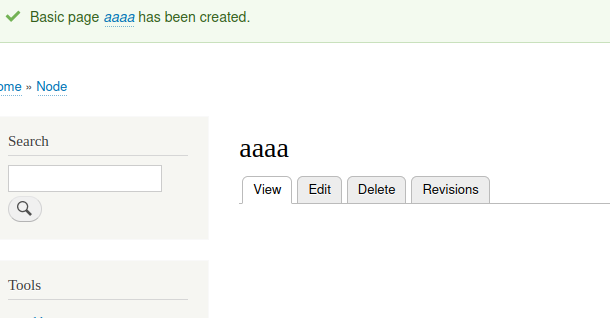 Basic page aaaa has been created.
ome » Node
Search
aaaa
View Edit Delete Revisions
Tools